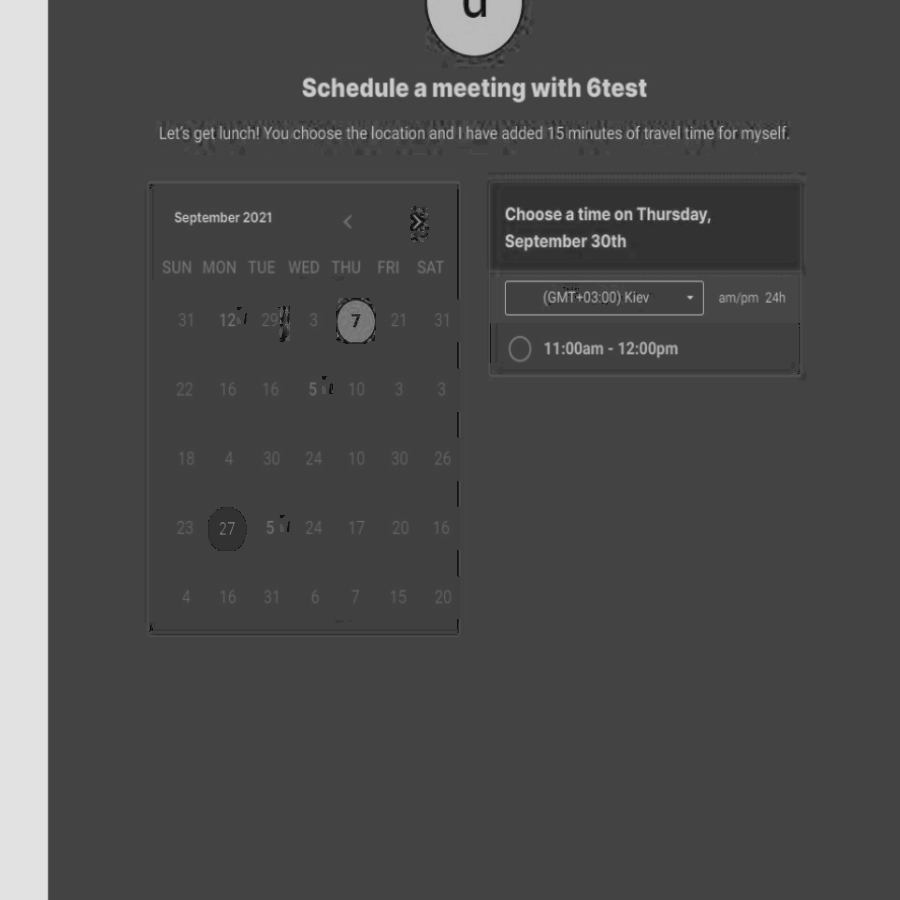 d
Schedule a meeting with 6test
Let's get lunch! You choose the location and I have added 15 minutes of travel time for myself.
September 2021
SUN MON TUE WED THU FRI SAT
31 12 29 3 7 21 31
22 16 16 5 10 3 3
18 4 30 24 10 30 26
23 27 5 24 17 20 16
4 16 31 6 7 15 20
Choose a time on Thursday,
September 30th
(GMT+03:00) Kiev am/pm 24h
11:00am - 12:00pm